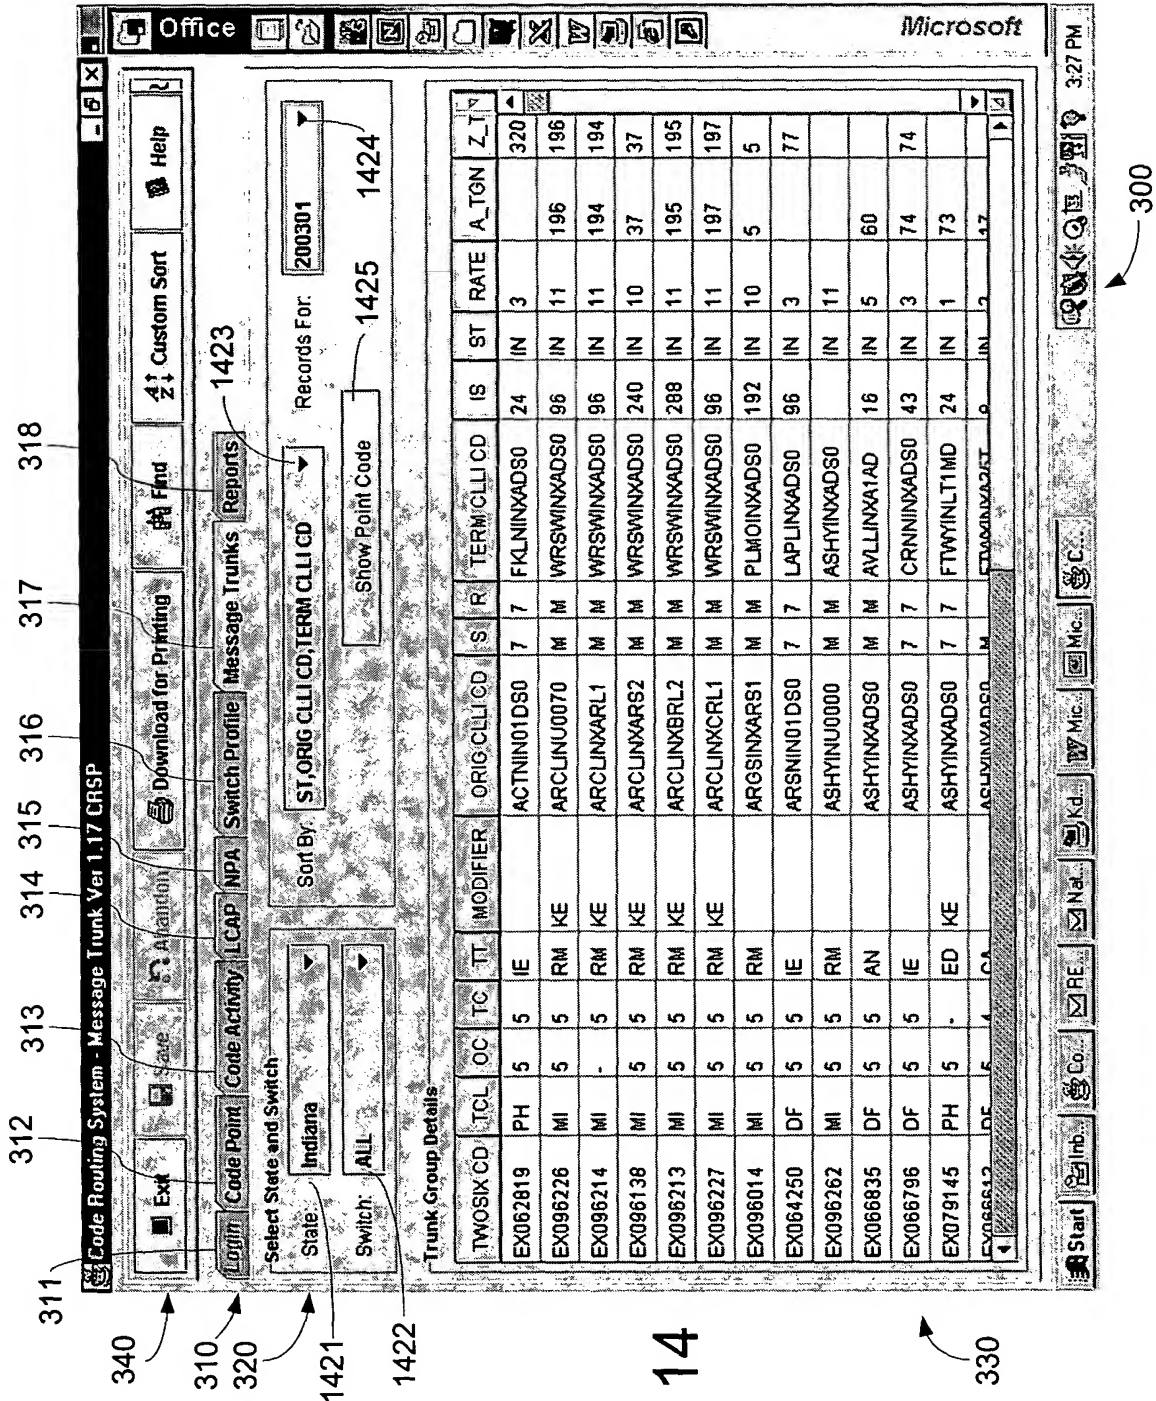 Code Routing System - Message Trunk Ver 1.17 CRSP
Office
Microsoft
Exit Save Abandon Download for Printing Find Custom Sort Help
Login Code Point Code Activity LCAP NPA Switch Profile Message Trunks Reports
Select State and Switch
State: Indiana
Switch: ALL
Sort By: ST,ORIG CLLI CD,TERM CLLI CD
Records For: 200301
Show Point Code
Trunk Group Details
TWOSIX CD TCL OC TC TT MODIFIER ORIG CLLI CD S R TERM CLLI CD IS ST RATE A_TGN Z_T
EX062819 PH 5 5 IE ACTNIN01DS0 7 7 FKLNINXADS0 24 IN 3 320
EX096226 MI 5 5 RM KE ARCLINU0070 M M WRSWINXADS0 96 IN 11 196 196
EX096214 MI - 5 RM KE ARCLINXARL1 M M WRSWINXADS0 96 IN 11 194 194
EX096138 MI 5 5 RM KE ARCLINXARS2 M M WRSWINXADS0 240 IN 10 37 37
EX096213 MI 5 5 RM KE ARCLINXBRL2 M M WRSWINXADS0 288 IN 11 195 195
EX096227 MI 5 5 RM KE ARCLINXCRL1 M M WRSWINXADS0 96 IN 11 197 197
EX096014 MI 5 5 RM ARGSINXARS1 M M PLMOINXADS0 192 IN 10 5 5
EX064250 DF 5 5 IE ARSNIN01DS0 7 7 LAPLINXADS0 96 IN 3 77
EX096262 MI 5 5 RM ASHYINU0000 M M ASHYINXADS0 IN 11
EX066835 DF 5 5 AN ASHYINXADS0 M M AVLLINXA1AD 16 IN 5 60
EX066796 DF 5 5 IE ASHYINXADS0 7 7 CRNNINXADS0 43 IN 3 74 74
EX079145 PH 5 - ED KE ASHYINXADS0 7 7 FTWYINLT1MD 24 IN 1 73
Start Inb... Co... RE... Nat... Kd... Mic... Mic... C... 3:27 PM
311
312
313
314
315
316
317
318
340
310
320
1421
1422
1423
1424
1425
330
300
14